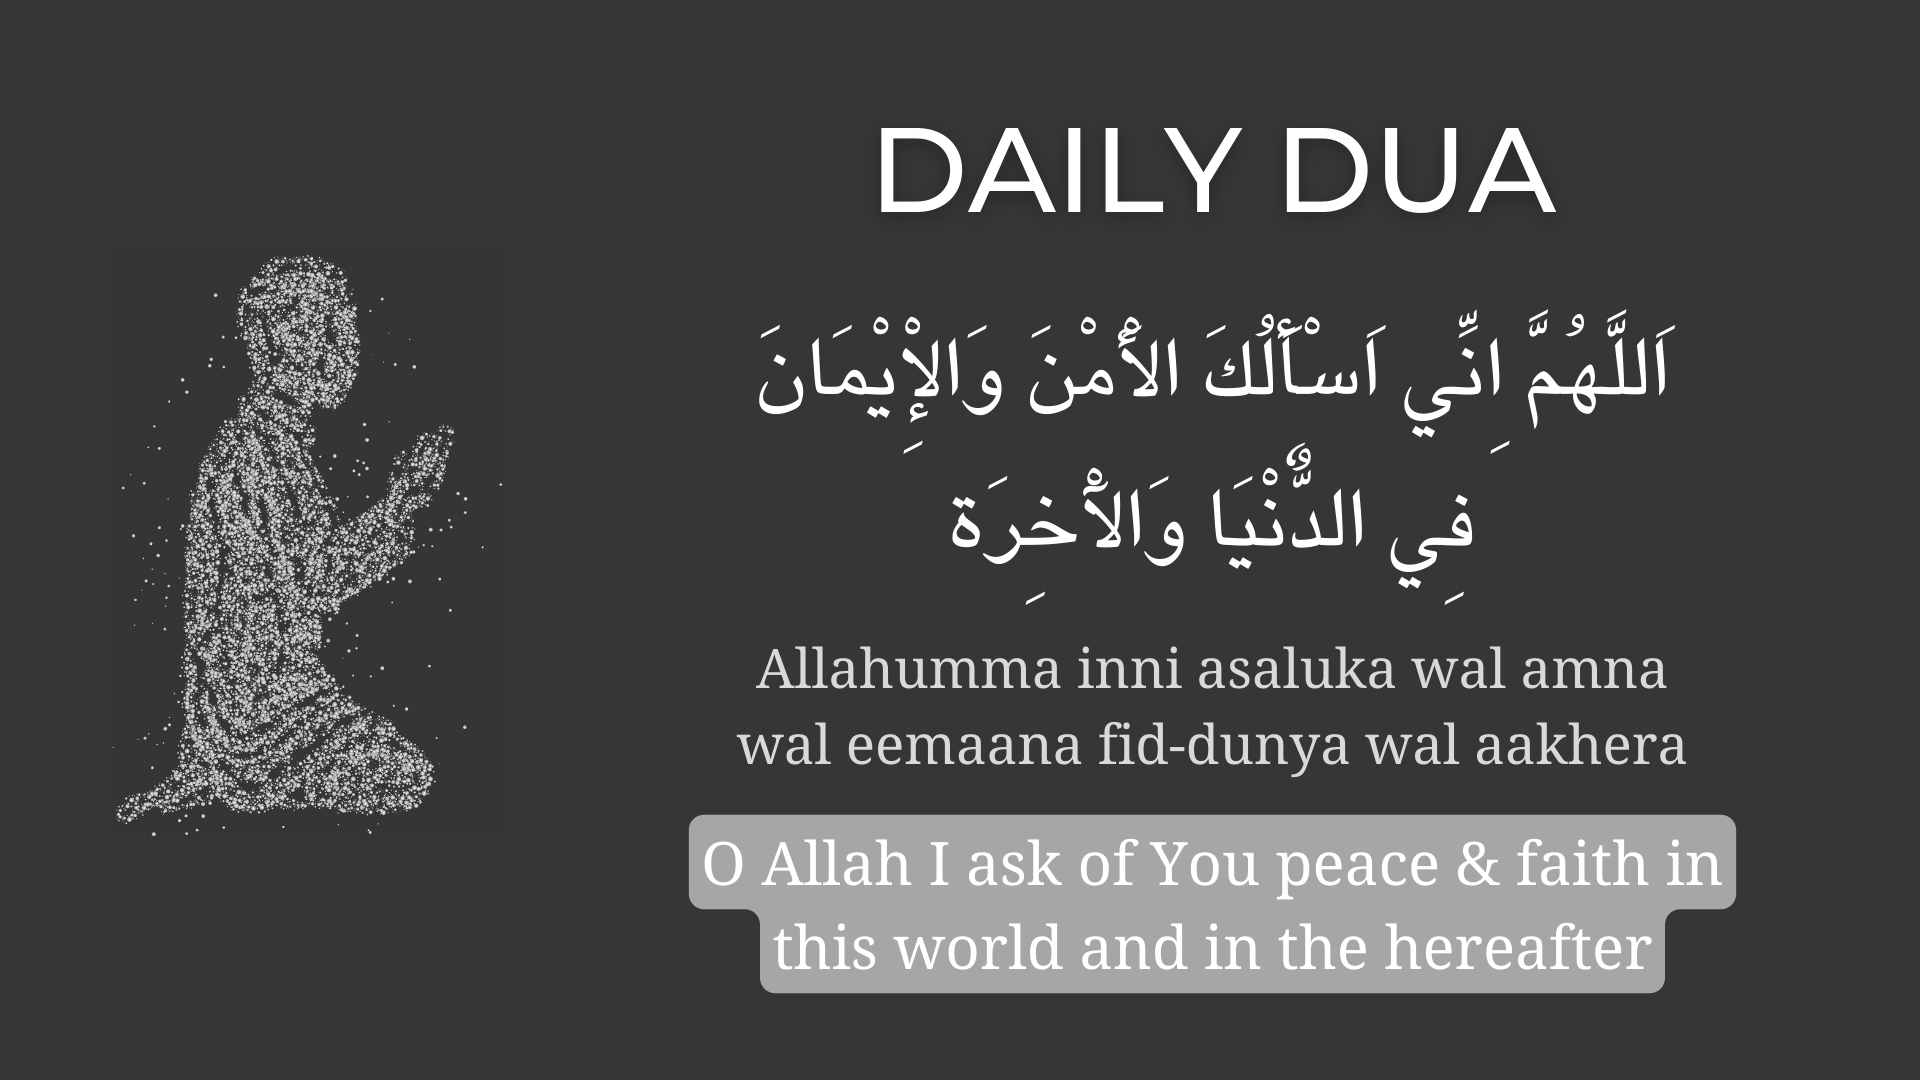 DAILY DUA
اَللَّهُمَّ اِنِّي اَسْأَلُكَ الأَْمْنَ وَالإِْيْمَانَ
فِي الدٌّنْيَا وَالآْخِرَة
Allahumma inni asaluka wal amna
wal eemaana fid-dunya wal aakhera
O Allah I ask of You peace & faith in
this world and in the hereafter